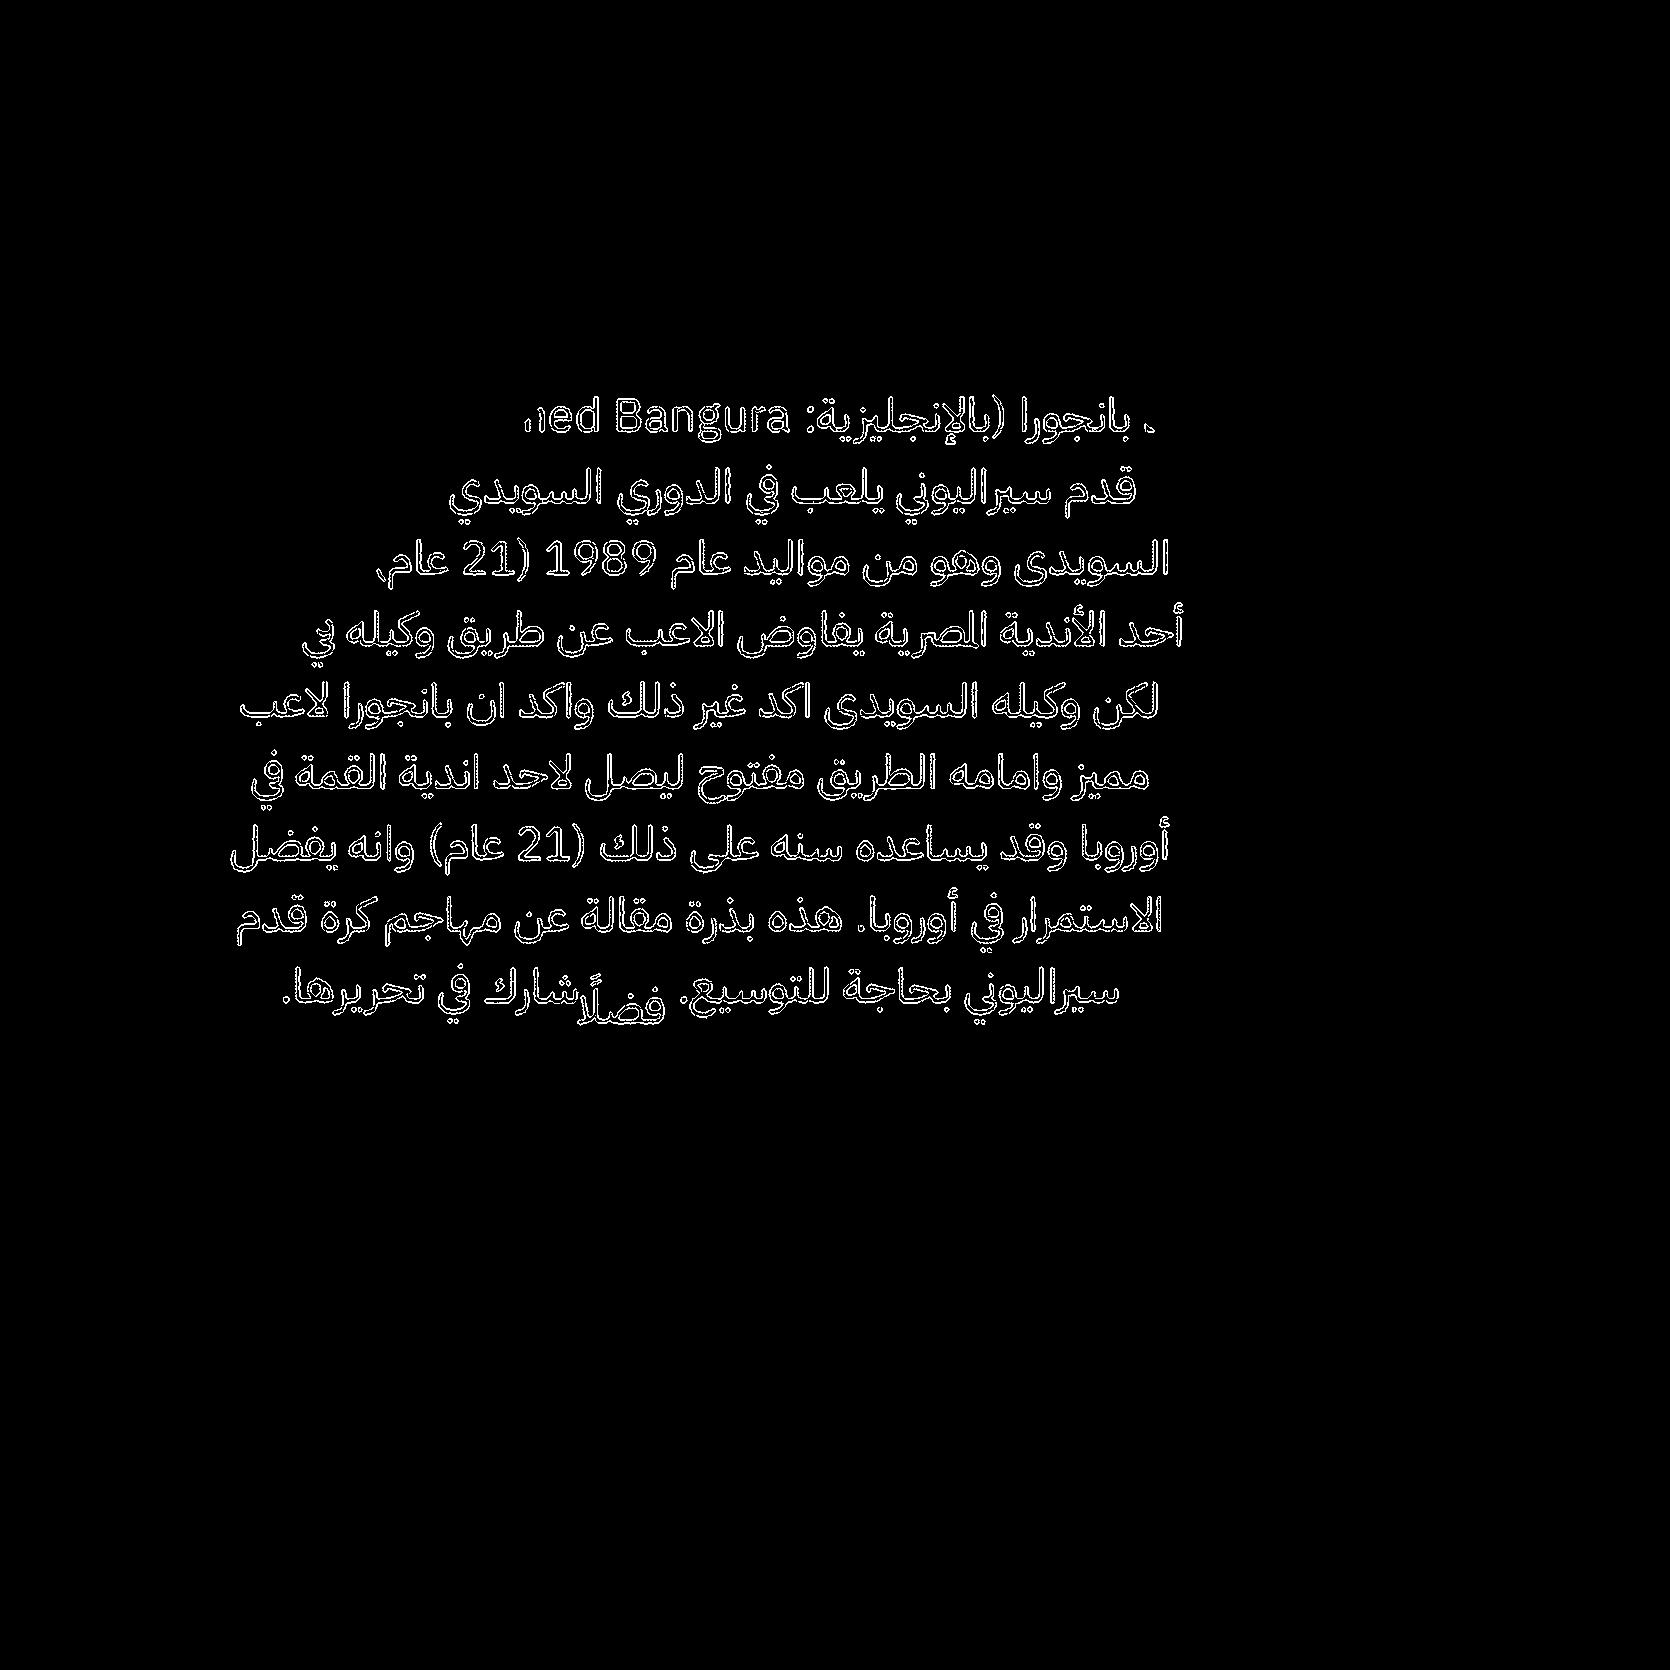 بانجورا (بالإنجليزية: Bangura
قدم سيراليوني يلعب في الدوري السويدي
السويدى وهو من مواليد عام 1989 (21 عام
أحد الأندية المصرية يفاوض الاعب عن طريق وكيله
لكن وكيله السويدى اكد غير ذلك واكد ان بانجورا لاعب
مميز وامامه الطريق مفتوح ليصل لاحد اندية القمة في
أوروبا وقد يساعده سنه على ذلك (21 عام) وانه يفضل
الاستمرار في أوروبا. هذه بذرة مقالة عن مهاجم كرة قدم
سيراليوني بحاجة للتوسيع. فضلًا شارك في تحريرها.